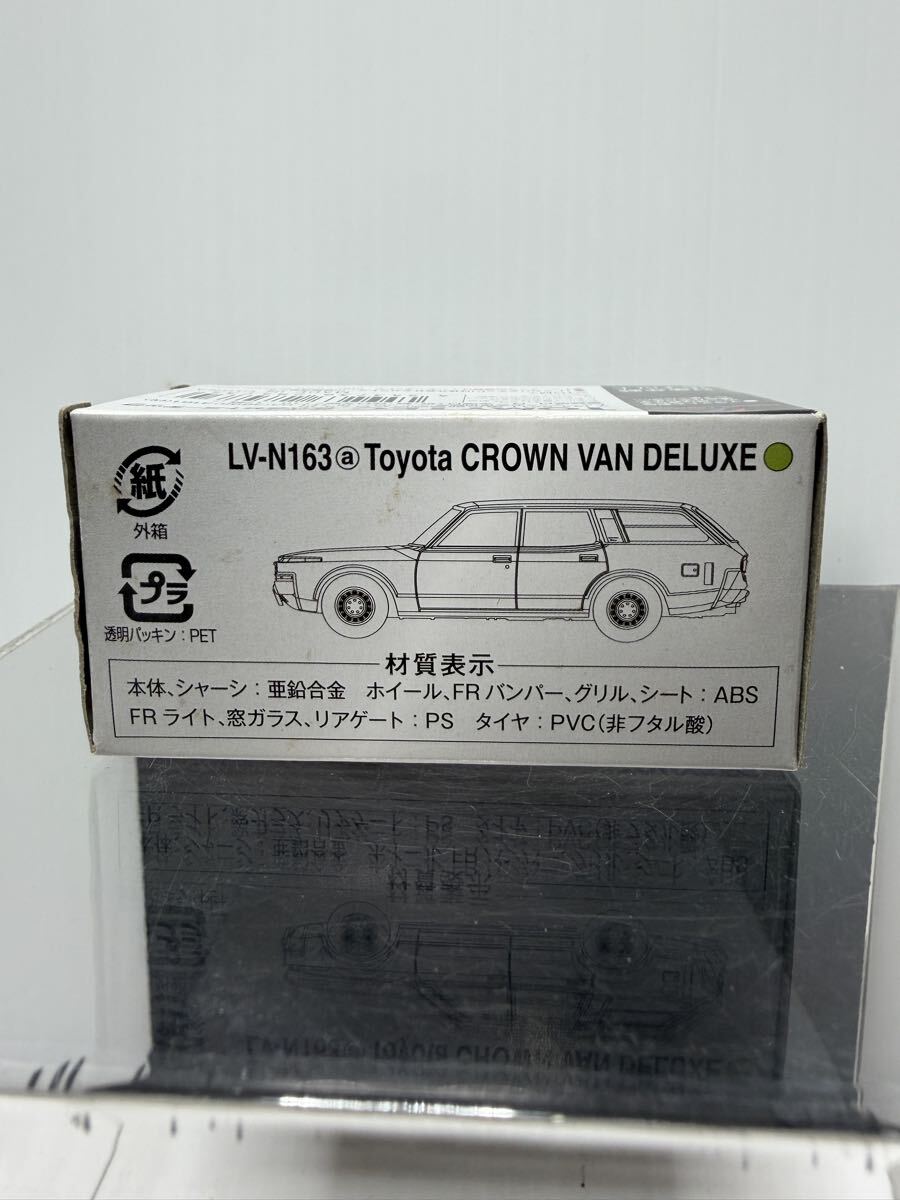 LV-N163ⓐToyota CROWN VAN DELUXE
紙
外箱
プラ
透明パッキン：PET
材質表示
本体、シャーシ：亜鉛合金　ホイール、FRバンパー、グリル、シート：ABS
FRライト、窓ガラス、リアゲート：PS　タイヤ：PVC（非フタル酸）